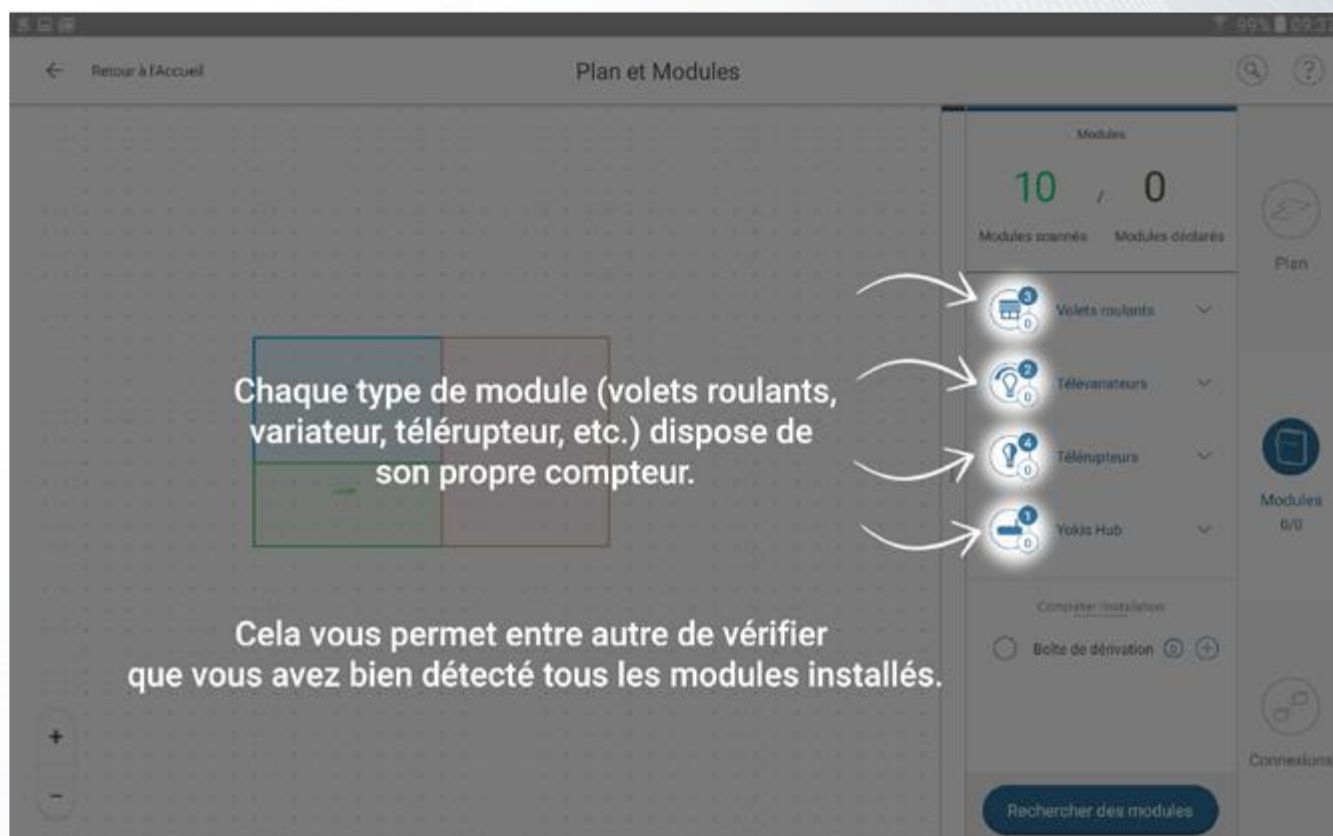 99% 09:37
Retour à l'Accueil
Plan et Modules
?
Modules
10 / 0
Modules scannés Modules déclarés
Plan
3
0
Volets roulants
2
0
Télévariateurs
4
0
Télérupteurs
1
0
Yokis Hub
Modules
0/0
Chaque type de module (volets roulants,
variateur, télérupteur, etc.) dispose de
son propre compteur.
Cela vous permet entre autre de vérifier
que vous avez bien détecté tous les modules installés.
Compléter l'installation
Boîte de dérivation 0 +
+
−
Connexions
Rechercher des modules